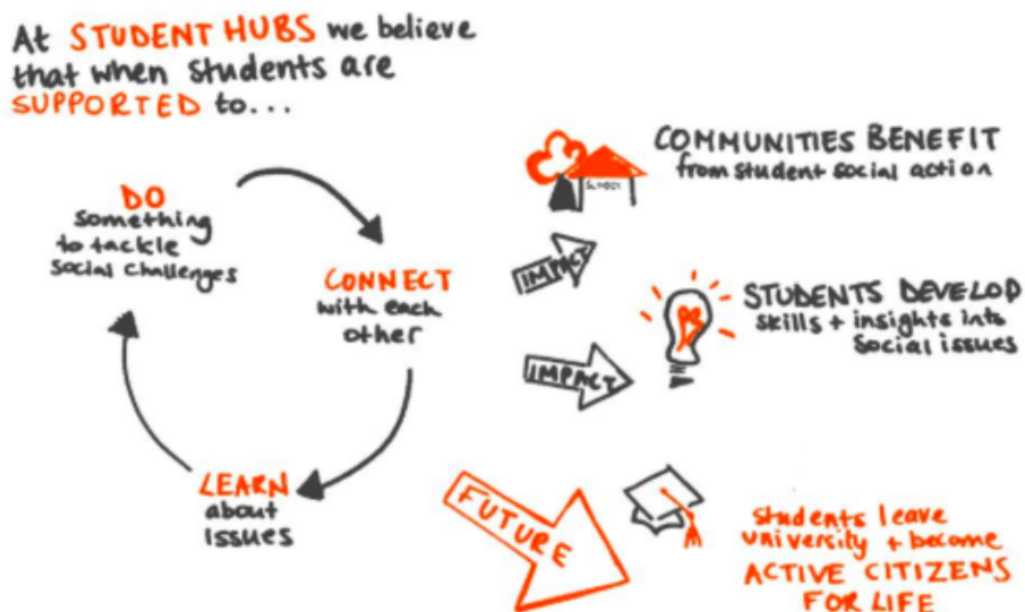 At STUDENT HUBS we believe
that when students are
SUPPORTED to...
DO
something
to tackle
social challenges
CONNECT
with each
other
LEARN
about
issues
IMPACT
IMPACT
FUTURE
SCHOOL
COMMUNITIES BENEFIT
from student social action
STUDENTS DEVELOP
skills + insights into
social issues
students leave
university + become
ACTIVE CITIZENS
FOR LIFE